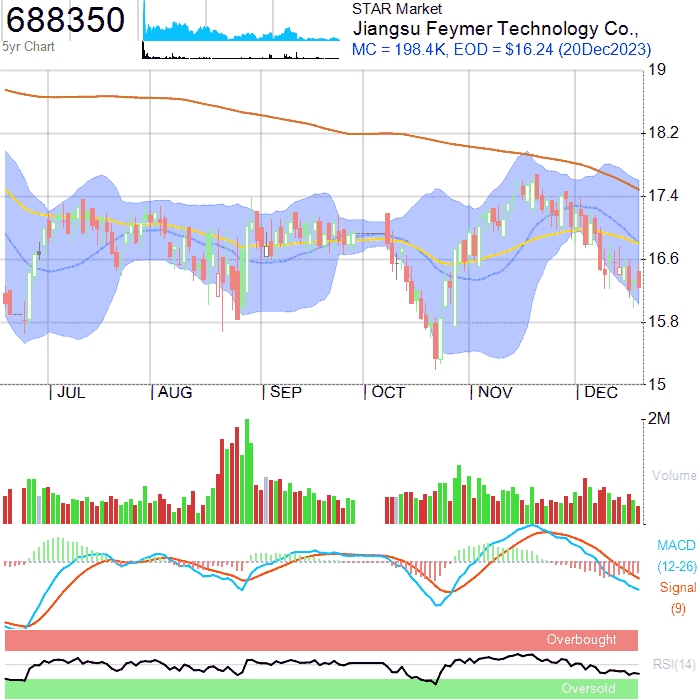 688350
5yr Chart
STAR Market
Jiangsu Feymer Technology Co.,
MC = 198.4K, EOD = $16.24 (20Dec2023)
19
18.2
17.4
16.6
15.8
15
JUL AUG SEP OCT NOV DEC
2M
Volume
MACD
(12-26)
Signal
(9)
Overbought
RSI(14)
Oversold